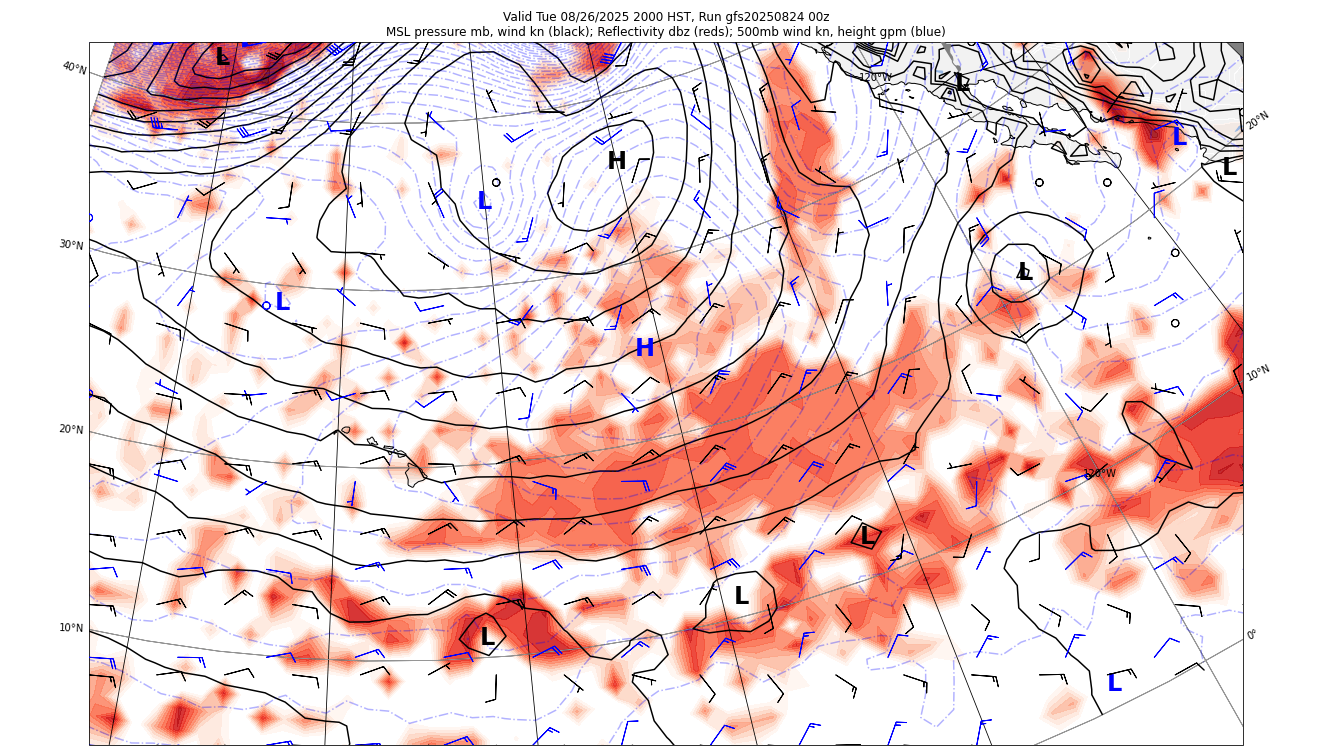 Valid Tue 08/26/2025 2000 HST, Run gfs20250824 00z
MSL pressure mb, wind kn (black); Reflectivity dbz (reds); 500mb wind kn, height gpm (blue)
L
40°N
120°W
L
20°N
L
L
H
L
30°N
L
L
H
10°N
20°N
120°W
L
L
10°N
L
0°
L